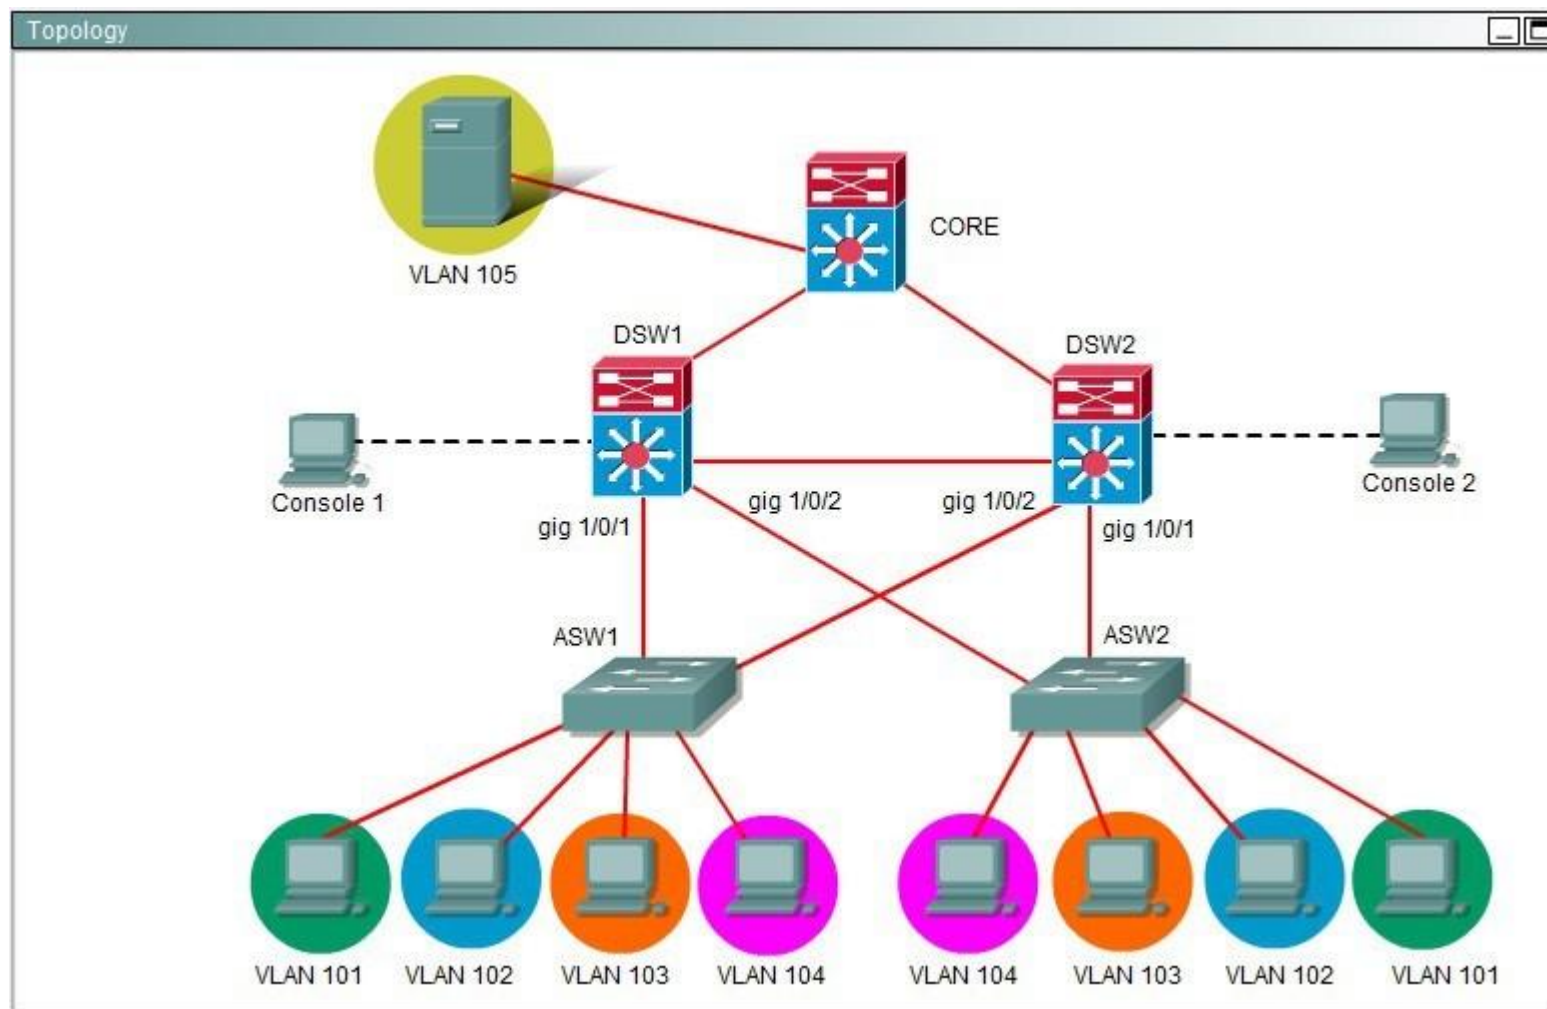 Topology
VLAN 105
CORE
DSW1
DSW2
Console 1
Console 2
gig 1/0/1
gig 1/0/2
gig 1/0/2
gig 1/0/1
ASW1
ASW2
VLAN 101
VLAN 102
VLAN 103
VLAN 104
VLAN 104
VLAN 103
VLAN 102
VLAN 101